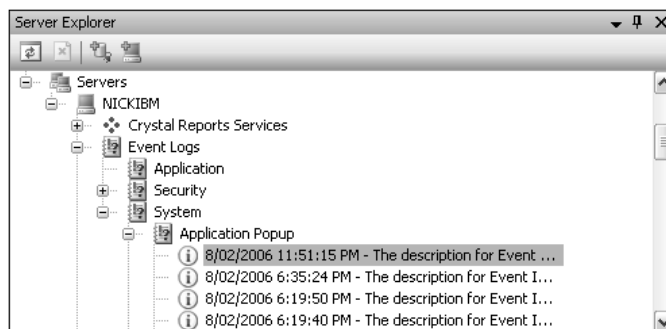 Server Explorer
Servers
NICKIBM
Crystal Reports Services
Event Logs
Application
Security
System
Application Popup
8/02/2006 11:51:15 PM - The description for Event ...
8/02/2006 6:35:24 PM - The description for Event I...
8/02/2006 6:19:50 PM - The description for Event I...
8/02/2006 6:19:40 PM - The description for Event I...